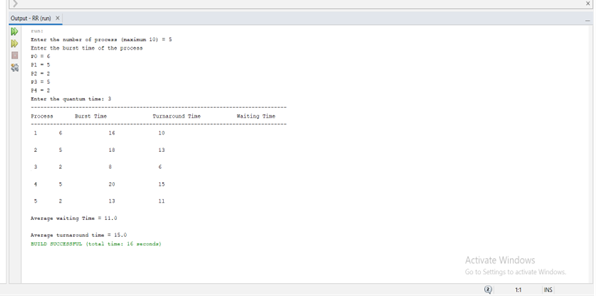 Output - RR (run) ×
run:
Enter the number of process (maximum 10) = 5
Enter the burst time of the process
P0 = 6
P1 = 5
P2 = 2
P3 = 5
P4 = 2
Enter the quantum time: 3
--------------------------------------------------------------------------------
Process Burst Time Turnaround Time Waiting Time
--------------------------------------------------------------------------------
1 6 16 10
2 5 18 13
3 2 8 6
4 5 20 15
5 2 13 11
Average waiting Time = 11.0
Average turnaround time = 15.0
BUILD SUCCESSFUL (total time: 16 seconds)
Activate Windows
Go to Settings to activate Windows.
1:1 INS